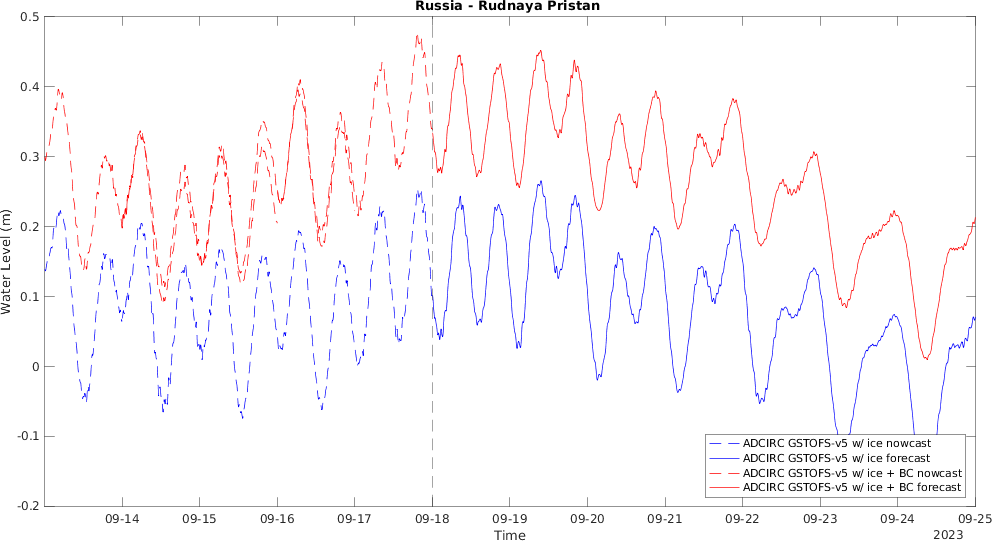 Russia - Rudnaya Pristan
0.5
0.4
0.3
0.2
0.1
0
-0.1
-0.2
Water Level (m)
ADCIRC GSTOFS-v5 w/ ice nowcast
ADCIRC GSTOFS-v5 w/ ice forecast
ADCIRC GSTOFS-v5 w/ ice + BC nowcast
ADCIRC GSTOFS-v5 w/ ice + BC forecast
09-14 09-15 09-16 09-17 09-18 09-19 09-20 09-21 09-22 09-23 09-24 09-25
Time
2023